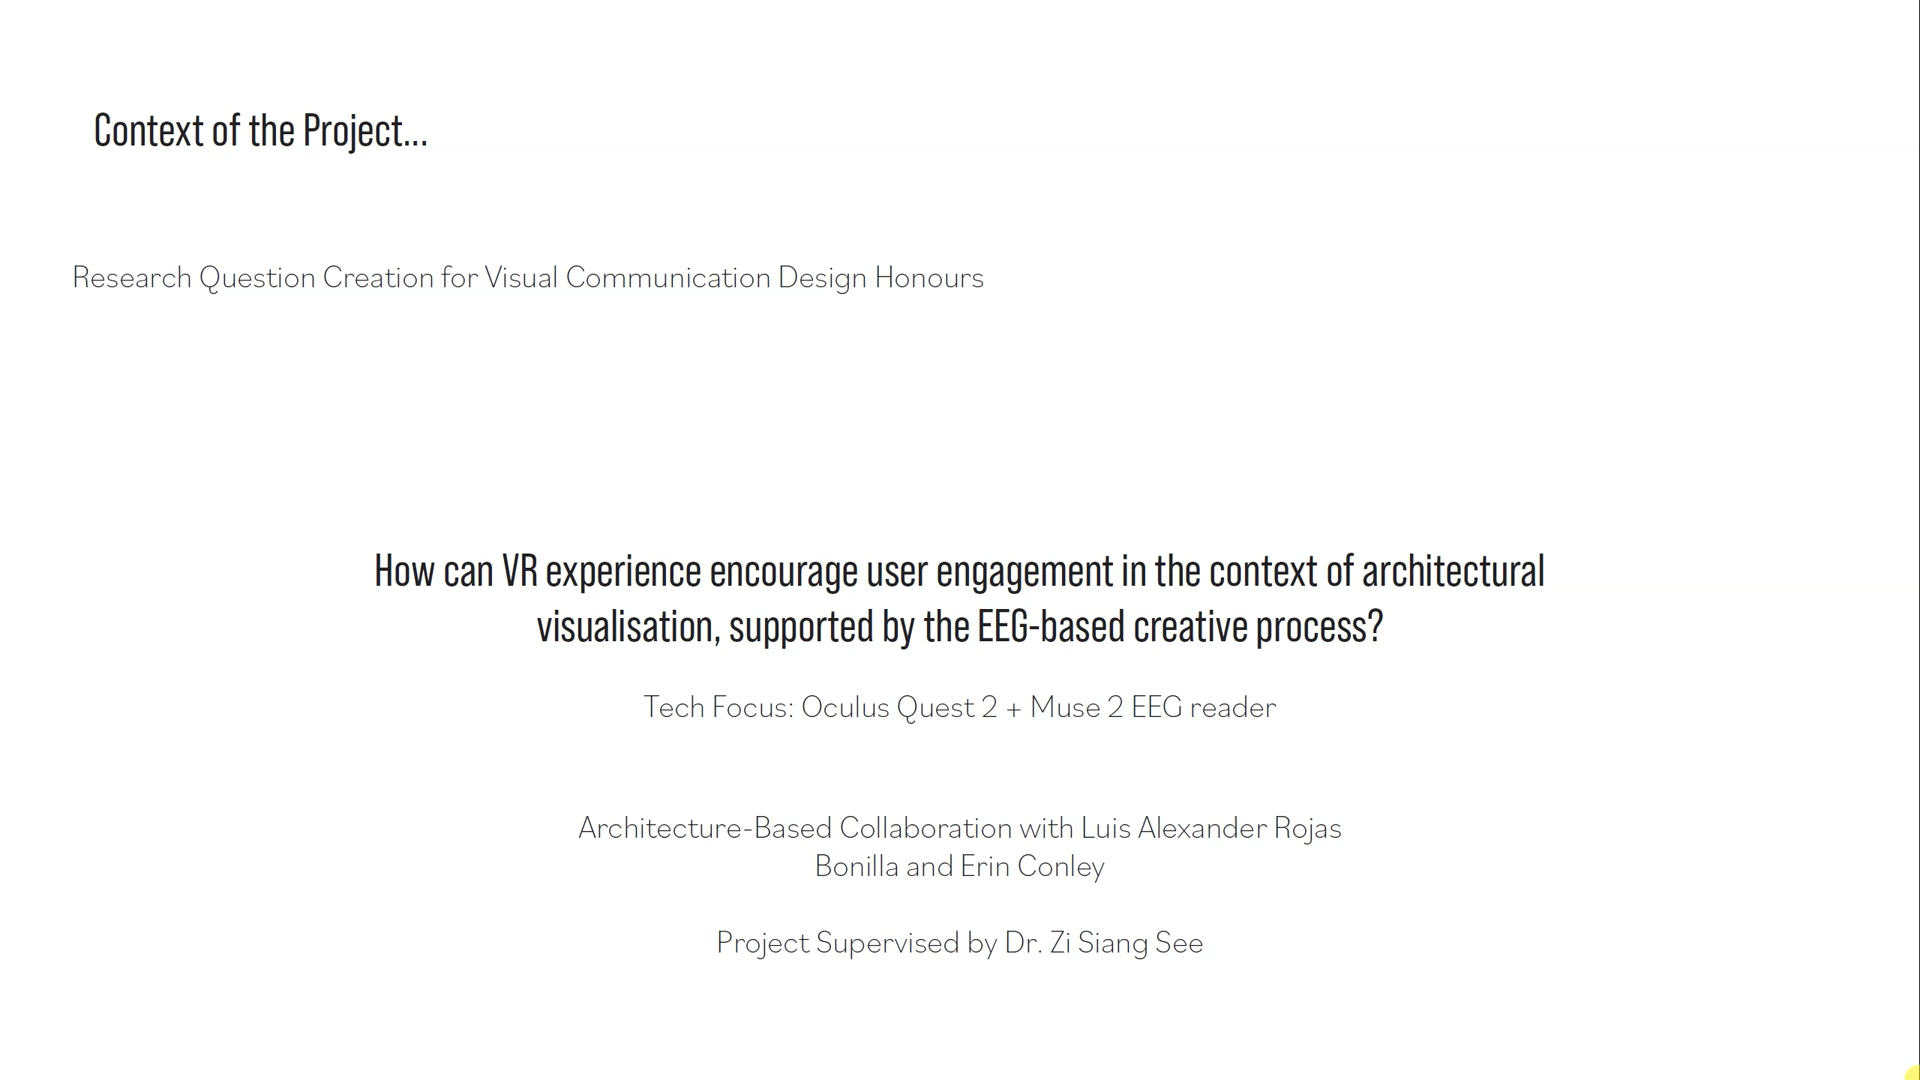 Context of the Project...
Research Question Creation for Visual Communication Design Honours
How can VR experience encourage user engagement in the context of architectural
visualisation, supported by the EEG-based creative process?
Tech Focus: Oculus Quest 2 + Muse 2 EEG reader
Architecture-Based Collaboration with Luis Alexander Rojas
Bonilla and Erin Conley
Project Supervised by Dr. Zi Siang See